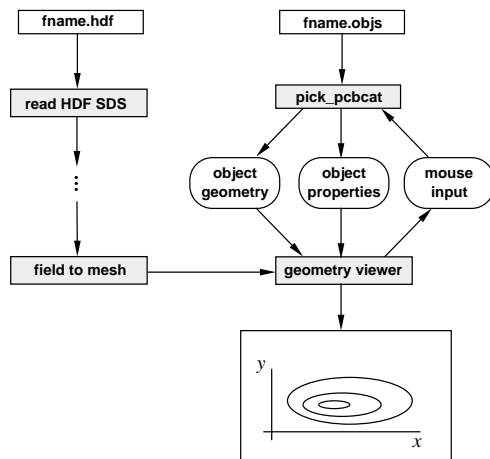 fname.hdf
fname.objs
read HDF SDS
pick_pcbcat
object
geometry
object
properties
mouse
input
field to mesh
geometry viewer
y
x